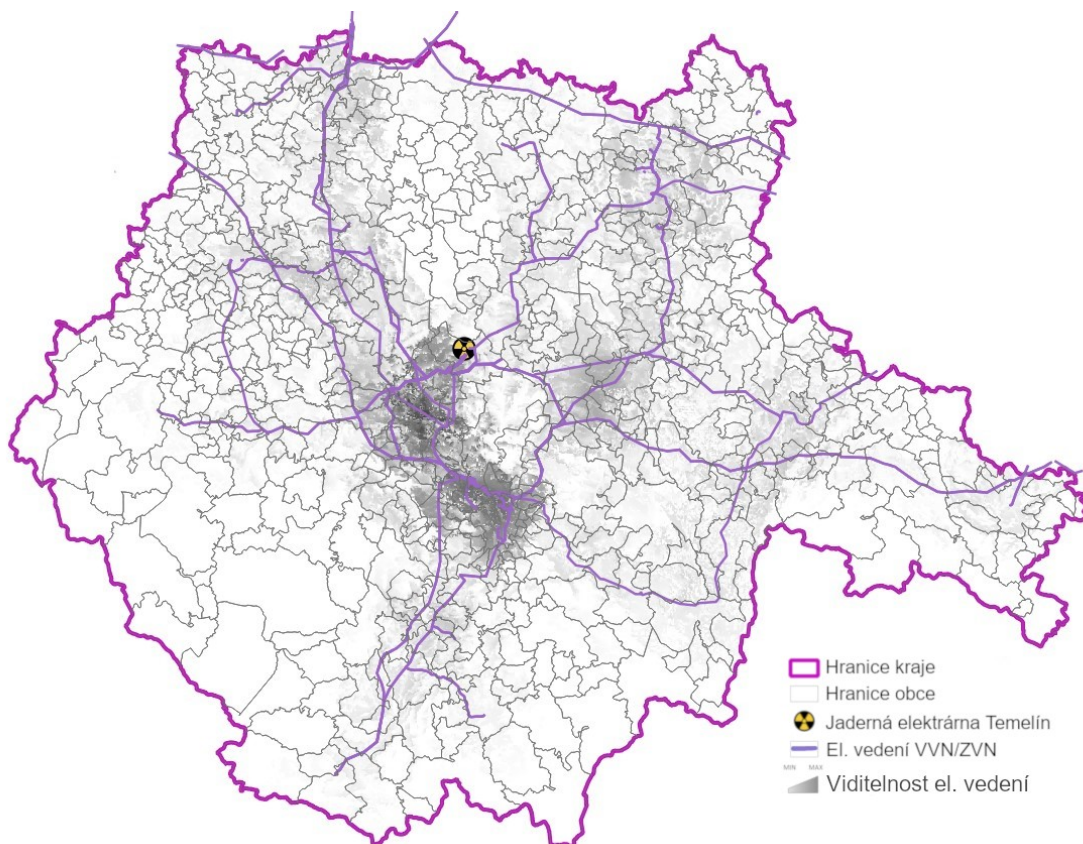 Hranice kraje
Hranice obce
Jaderná elektrárna Temelín
El. vedení VVN/ZVN
MIN MAX
Viditelnost el. vedení